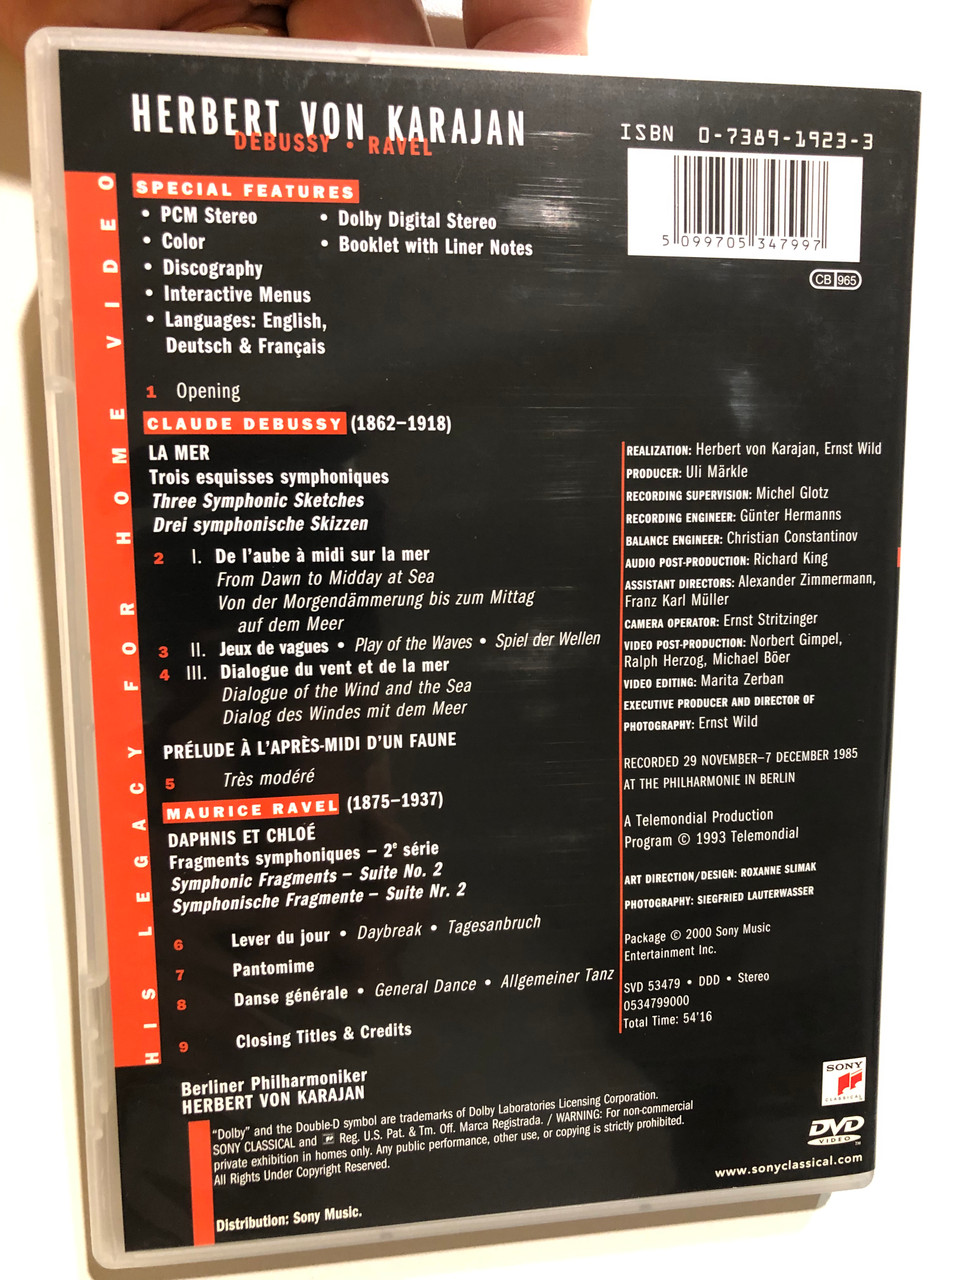 HERBERT VON KARAJAN
DEBUSSY • RAVEL
ISBN 0-7389-1923-3
5 099705 347997
CB 965
HIS LEGACY FOR HOME VIDEO
SPECIAL FEATURES
• PCM Stereo
• Color
• Discography
• Interactive Menus
• Languages: English,
Deutsch & Français
• Dolby Digital Stereo
• Booklet with Liner Notes
1 Opening
CLAUDE DEBUSSY (1862–1918)
LA MER
Trois esquisses symphoniques
Three Symphonic Sketches
Drei symphonische Skizzen
2 I. De l'aube à midi sur la mer
From Dawn to Midday at Sea
Von der Morgendämmerung bis zum Mittag
auf dem Meer
3 II. Jeux de vagues • Play of the Waves • Spiel der Wellen
4 III. Dialogue du vent et de la mer
Dialogue of the Wind and the Sea
Dialog des Windes mit dem Meer
PRÉLUDE À L'APRÈS-MIDI D'UN FAUNE
5 Très modéré
MAURICE RAVEL (1875-1937)
DAPHNIS ET CHLOÉ
Fragments symphoniques – 2e série
Symphonic Fragments – Suite No. 2
Symphonische Fragmente – Suite Nr. 2
6 Lever du jour • Daybreak • Tagesanbruch
7 Pantomime
8 Danse générale • General Dance • Allgemeiner Tanz
9 Closing Titles & Credits
Berliner Philharmoniker
HERBERT VON KARAJAN
REALIZATION: Herbert von Karajan, Ernst Wild
PRODUCER: Uli Märkle
RECORDING SUPERVISION: Michel Glotz
RECORDING ENGINEER: Günter Hermanns
BALANCE ENGINEER: Christian Constantinov
AUDIO POST-PRODUCTION: Richard King
ASSISTANT DIRECTORS: Alexander Zimmermann,
Franz Karl Müller
CAMERA OPERATOR: Ernst Stritzinger
VIDEO POST-PRODUCTION: Norbert Gimpel,
Ralph Herzog, Michael Böer
VIDEO EDITING: Marita Zerban
EXECUTIVE PRODUCER AND DIRECTOR OF
PHOTOGRAPHY: Ernst Wild
RECORDED 29 NOVEMBER–7 DECEMBER 1985
AT THE PHILHARMONIE IN BERLIN
A Telemondial Production
Program © 1993 Telemondial
ART DIRECTION/DESIGN: ROXANNE SLIMAK
PHOTOGRAPHY: SIEGFRIED LAUTERWASSER
Package © 2000 Sony Music
Entertainment Inc.
SVD 53479 • DDD • Stereo
0534799000
Total Time: 54'16
"Dolby" and the Double-D symbol are trademarks of Dolby Laboratories Licensing Corporation.
SONY CLASSICAL and Reg. U.S. Pat. & Tm. Off. Marca Registrada. / WARNING: For non-commercial
private exhibition in homes only. Any public performance, other use, or copying is strictly prohibited.
All Rights Under Copyright Reserved.
Distribution: Sony Music.
SONY
CLASSICAL
DVD
VIDEO
www.sonyclassical.com